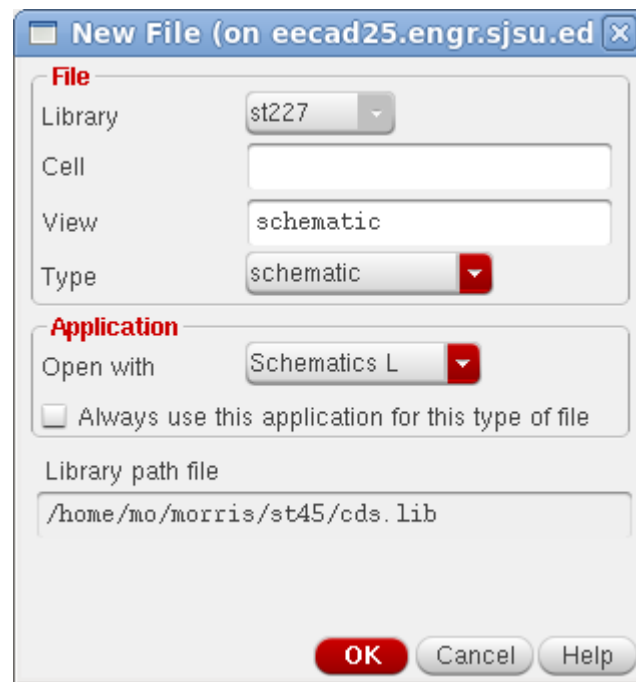 New File (on eecad25.engr.sjsu.ed
File
Library st227
Cell
View schematic
Type schematic
Application
Open with Schematics L
Always use this application for this type of file
Library path file
/home/mo/morris/st45/cds.lib
OK Cancel Help